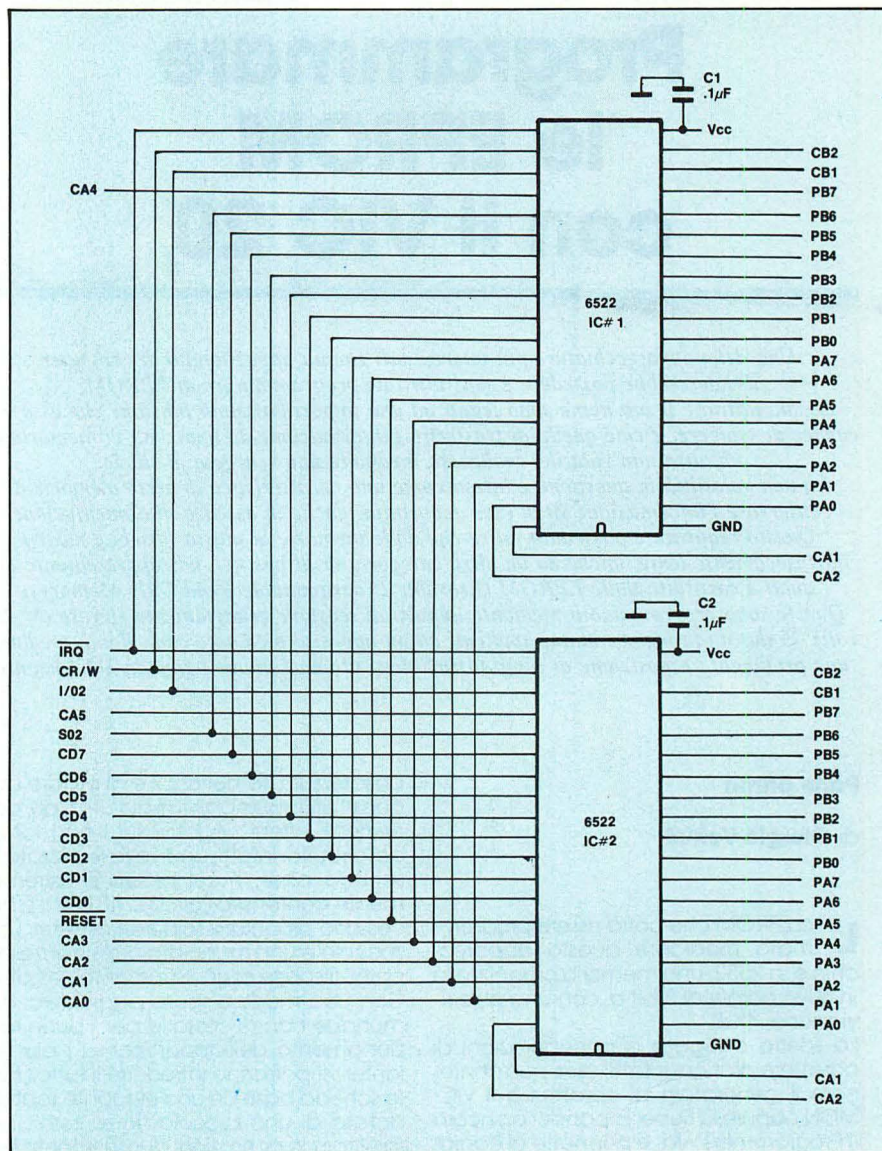 C1
.1µF
Vcc
CB2
CB1
PB7
CA4
PB6
PB5
PB4
PB3
PB2
PB1
PB0
PA7
PA6
PA5
PA4
PA3
PA2
PA1
PA0
6522
IC# 1
GND
CA1
CA2
C2
.1µF
Vcc
IRQ
CR/W
I/02
CA5
S02
CD7
CD6
CD5
CD4
CD3
CD2
CD1
CD0
RESET
CA3
CA2
CA1
CA0
6522
IC#2
CB2
CB1
PB7
PB6
PB5
PB4
PB3
PB2
PB1
PB0
PA7
PA6
PA5
PA4
PA3
PA2
PA1
PA0
GND
CA1
CA2